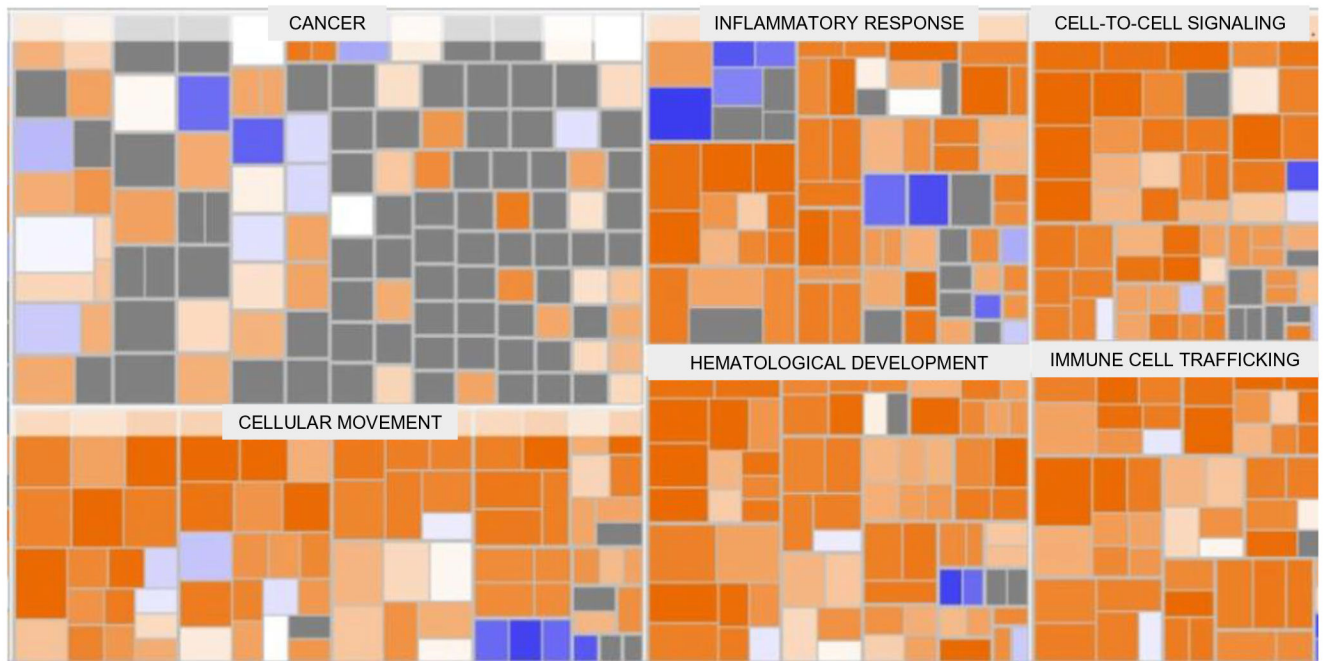 CANCER
INFLAMMATORY RESPONSE
CELL-TO-CELL SIGNALING
HEMATOLOGICAL DEVELOPMENT
IMMUNE CELL TRAFFICKING
CELLULAR MOVEMENT